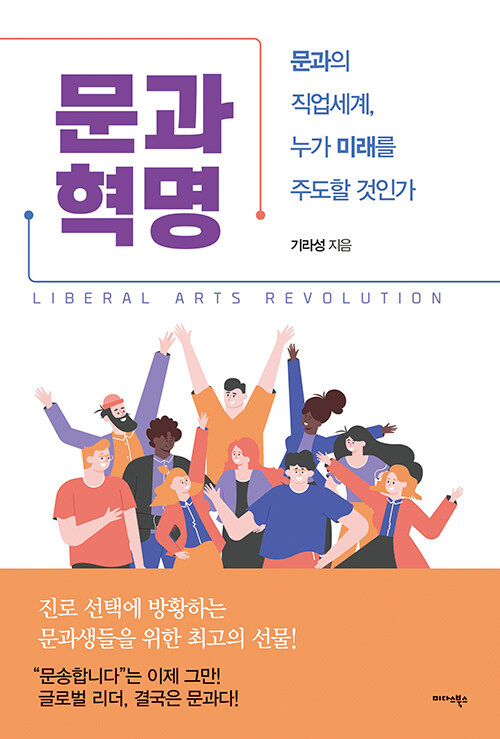 문과
혁명
문과의
직업세계,
누가 미래를
주도할 것인가
기라성 지음
LIBERAL ARTS REVOLUTION
진로 선택에 방황하는
문과생들을 위한 최고의 선물!
“문송합니다”는 이제 그만!
글로벌 리더, 결국은 문과다!
미다스북스